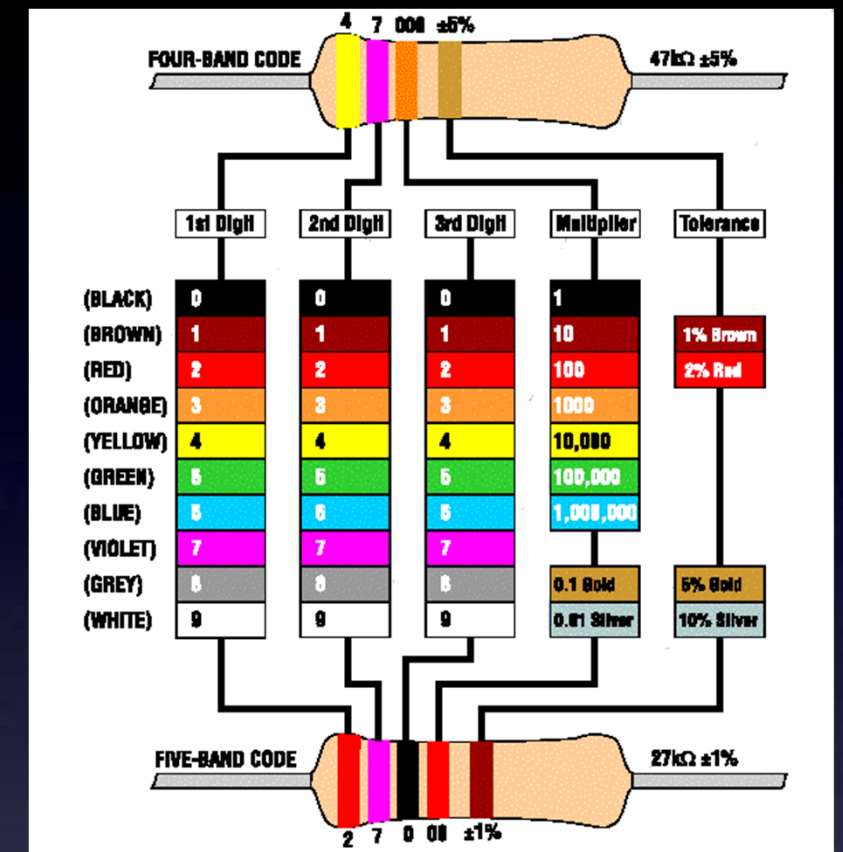 4 7 000 ±5%
FOUR-BAND CODE 47kΩ ±5%
1st Digit 2nd Digit 3rd Digit Multiplier Tolerance
(BLACK) 0 0 0 1
(BROWN) 1 1 1 10 1% Brown
(RED) 2 2 2 100 2% Red
(ORANGE) 3 3 3 1000
(YELLOW) 4 4 4 10,000
(GREEN) 5 5 5 100,000
(BLUE) 6 6 6 1,000,000
(VIOLET) 7 7 7
(GREY) 8 8 8 0.1 Gold 5% Gold
(WHITE) 9 9 9 0.01 Silver 10% Silver
FIVE-BAND CODE 27kΩ ±1%
2 7 0 00 ±1%